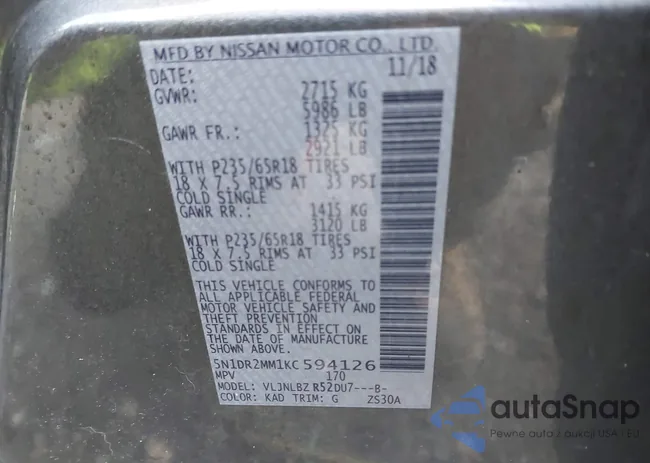 MFD BY NISSAN MOTOR CO., LTD.
DATE: 11/18
GVWR: 2715 KG
5986 LB
GAWR FR.: 1325 KG
2921 LB
WITH P235/65R18 TIRES
18 X 7.5 RIMS AT 33 PSI
COLD SINGLE
GAWR RR.: 1415 KG
3120 LB
WITH P235/65R18 TIRES
18 X 7.5 RIMS AT 33 PSI
COLD SINGLE
THIS VEHICLE CONFORMS TO
ALL APPLICABLE FEDERAL
MOTOR VEHICLE SAFETY AND
THEFT PREVENTION
STANDARDS IN EFFECT ON THE
DATE OF MANUFACTURE
SHOWN ABOVE.
5N1DR2MM1KC594126
MPV 170
MODEL: VLJNLBZ R52DU7---B-
COLOR: KAD TRIM: G ZS30A
autoSnap
Pewne auta z aukcji USA i EU